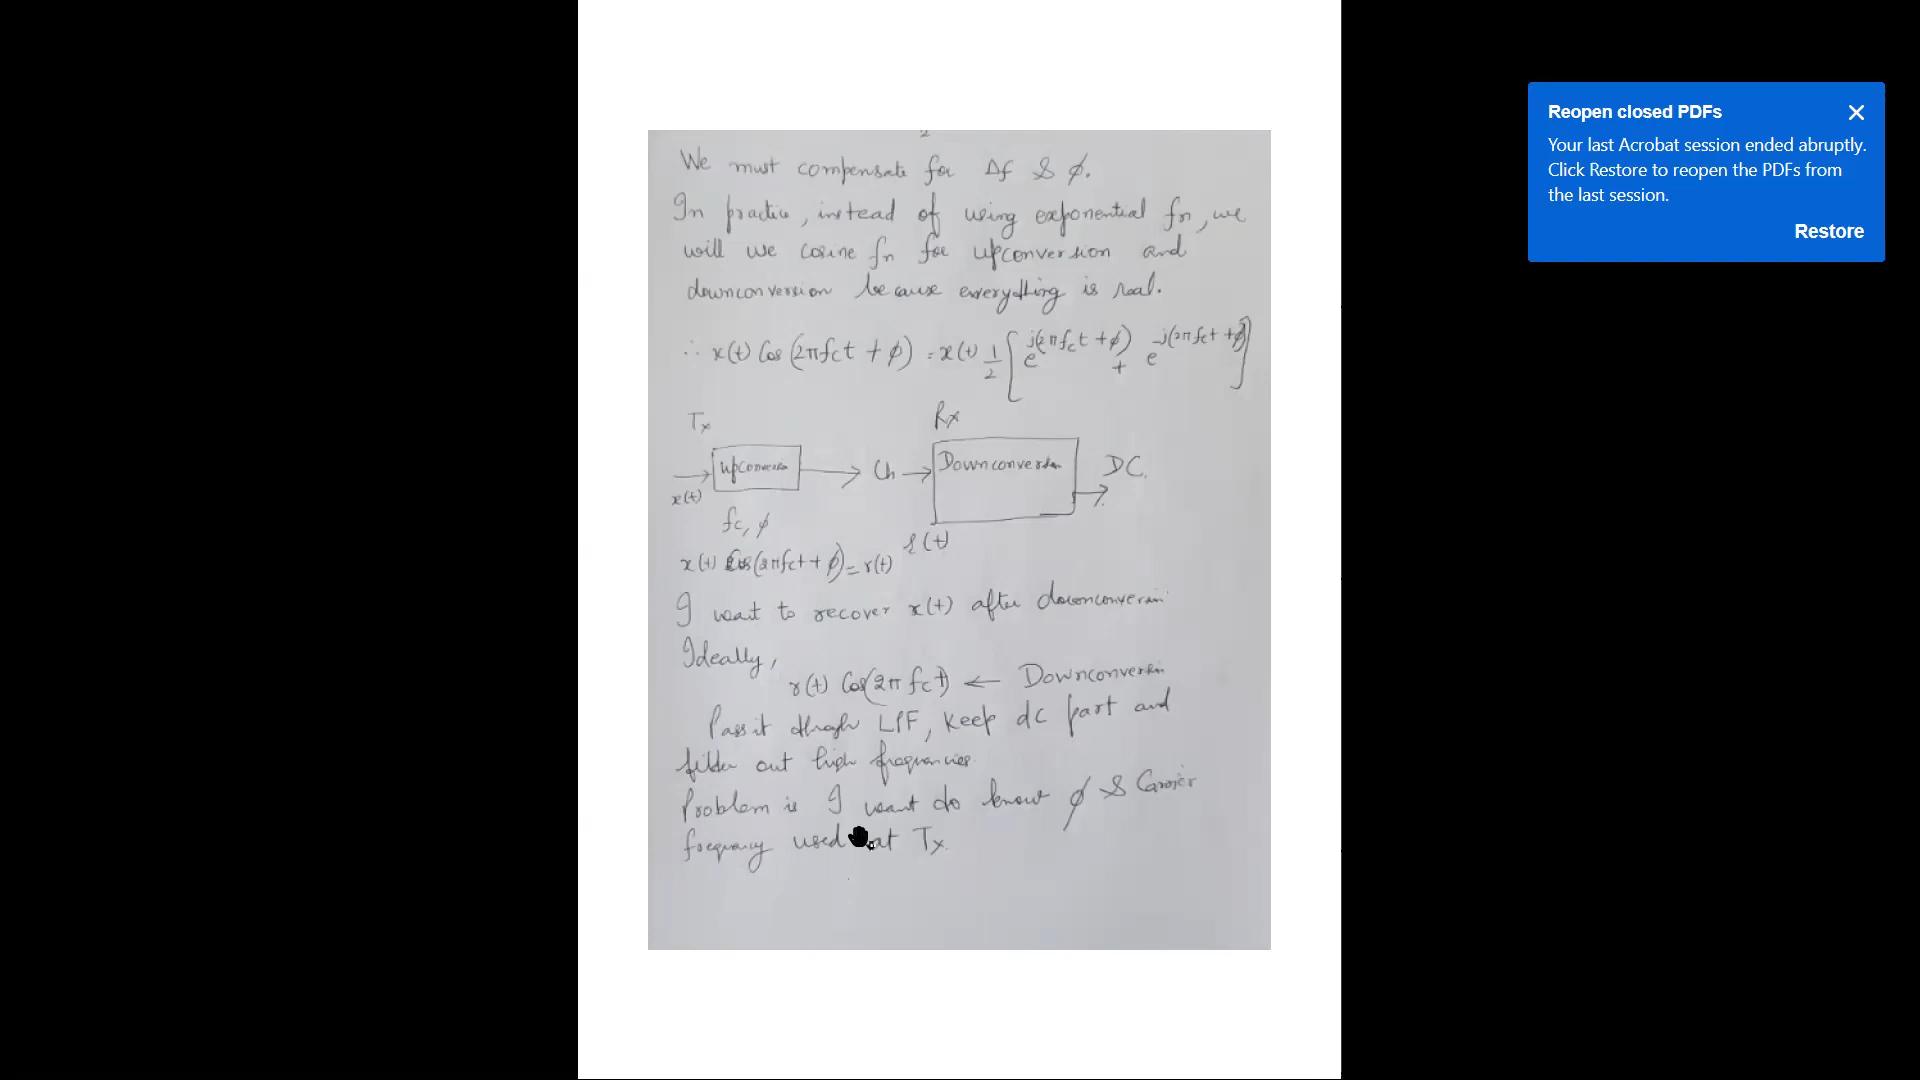 We must compensate for Δf & φ.
In practice, instead of using exponential fn, we
will use cosine fn for upconversion and
downconversion because everything is real.
∴ x(t) Cos(2πfct + φ) = x(t) 1/2 [e^j(2πfct + φ) + e^-j(2πfct + φ)]
Tx
Rx
Upconversion
Ch
Downconversion
DC.
x(t)
fc, φ
r(t)
x(t) Cos(2πfct + φ) = r(t)
I want to recover x(t) after downconversion
Ideally,
r(t) Cos(2π fct) ← Downconversion
Pass it through LPF, keep dc part and
filter out high frequencies.
Problem is I want to know φ & Carrier
frequency used at Tx.
Reopen closed PDFs
Your last Acrobat session ended abruptly.
Click Restore to reopen the PDFs from
the last session.
Restore